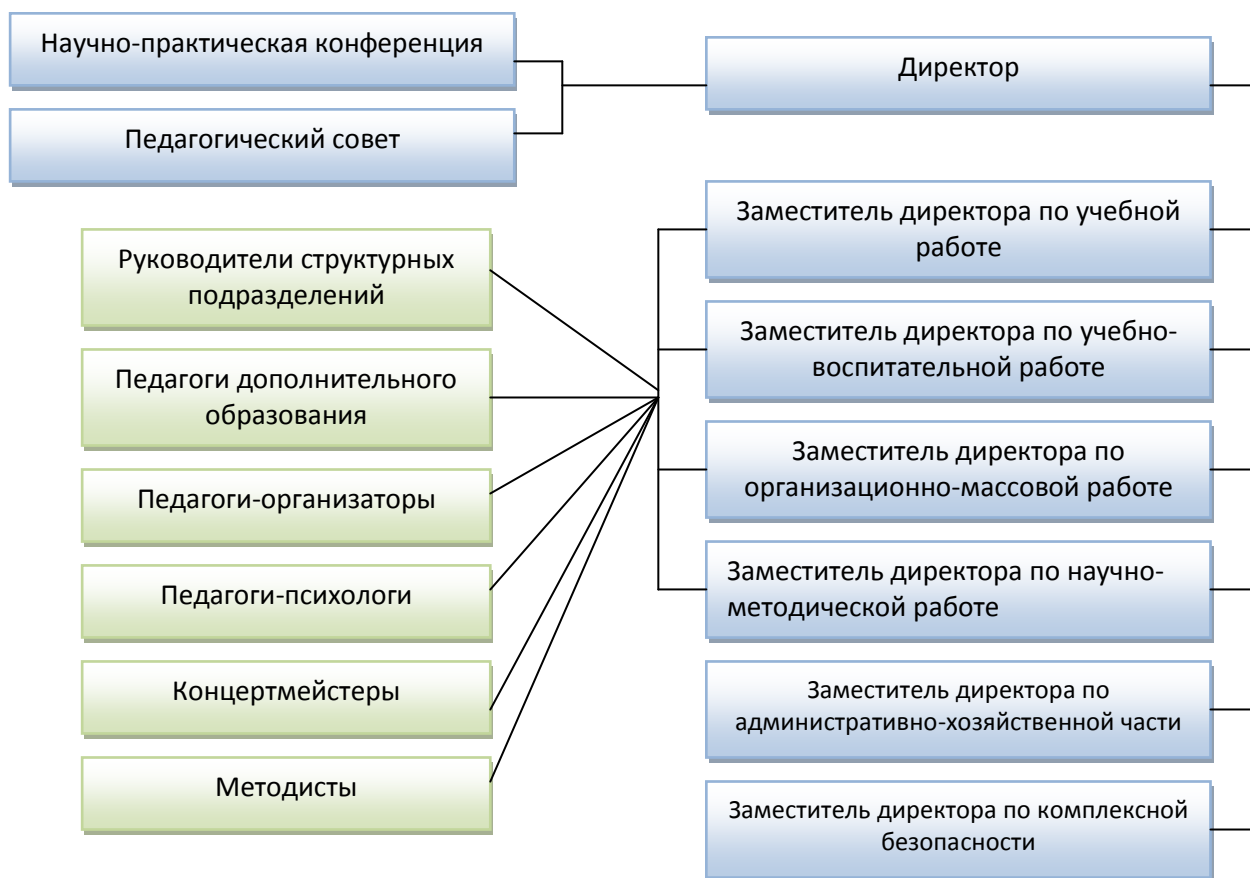 Научно-практическая конференция
Директор
Педагогический совет
Заместитель директора по учебной
работе
Руководители структурных
подразделений
Заместитель директора по учебно-
воспитательной работе
Педагоги дополнительного
образования
Заместитель директора по
организационно-массовой работе
Педагоги-организаторы
Заместитель директора по научно-
методической работе
Педагоги-психологи
Концертмейстеры
Заместитель директора по
административно-хозяйственной части
Методисты
Заместитель директора по комплексной
безопасности